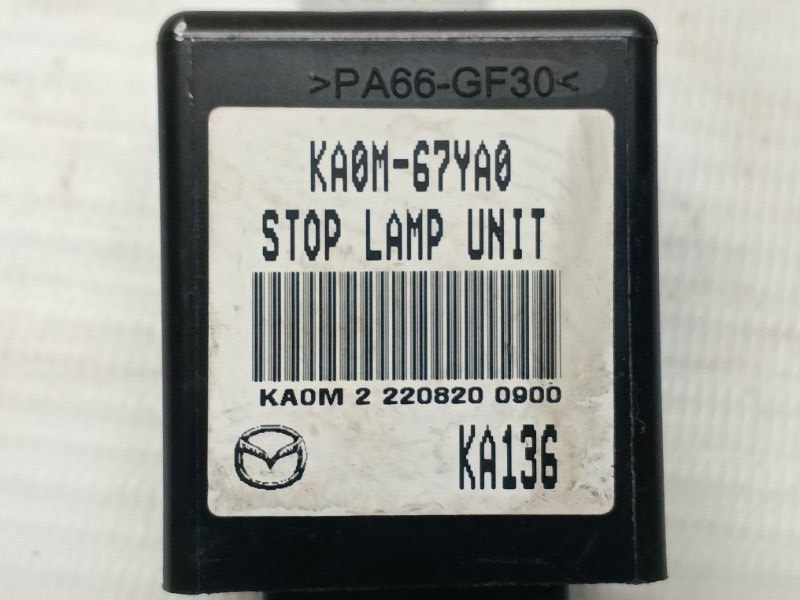 >PA66-GF30<
KA0M-67YA0
STOP LAMP UNIT
KA0M 2 220820 0900
KA136